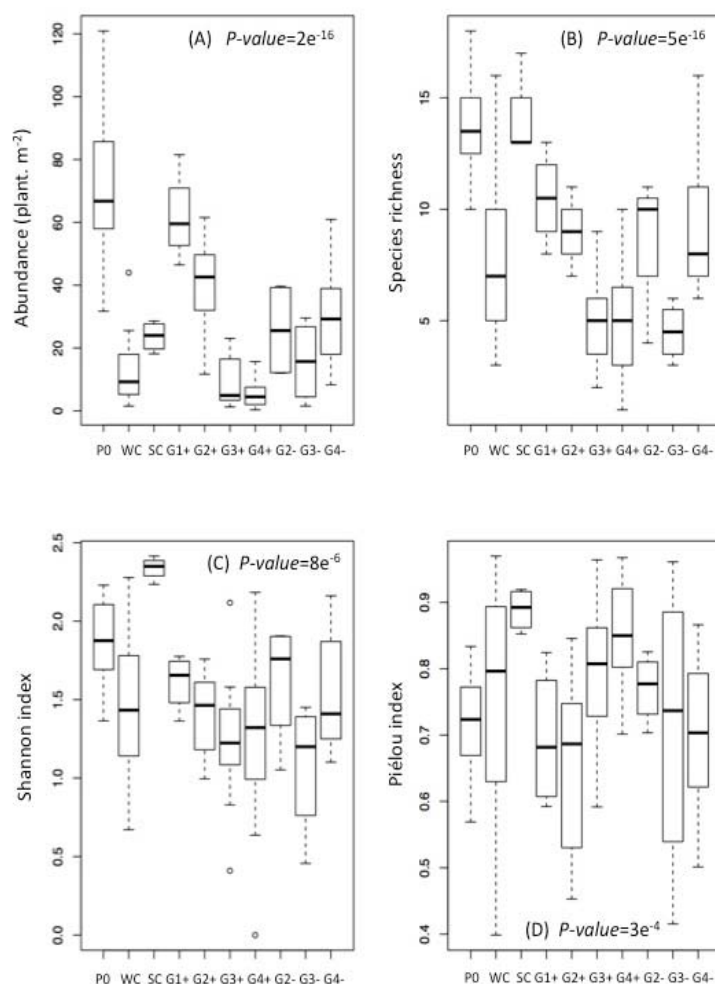 (A) P-value=2e-16
Abundance (plant. m-2)
120
100
80
60
40
20
0
P0 WC SC G1+ G2+ G3+ G4+ G2- G3- G4-
(B) P-value=5e-16
Species richness
15
10
5
P0 WC SC G1+ G2+ G3+ G4+ G2- G3- G4-
(C) P-value=8e-6
Shannon index
2.5
2.0
1.5
1.0
0.5
0.0
P0 WC SC G1+ G2+ G3+ G4+ G2- G3- G4-
(D) P-value=3e-4
Piélou index
0.9
0.8
0.7
0.6
0.5
0.4
P0 WC SC G1+ G2+ G3+ G4+ G2- G3- G4-